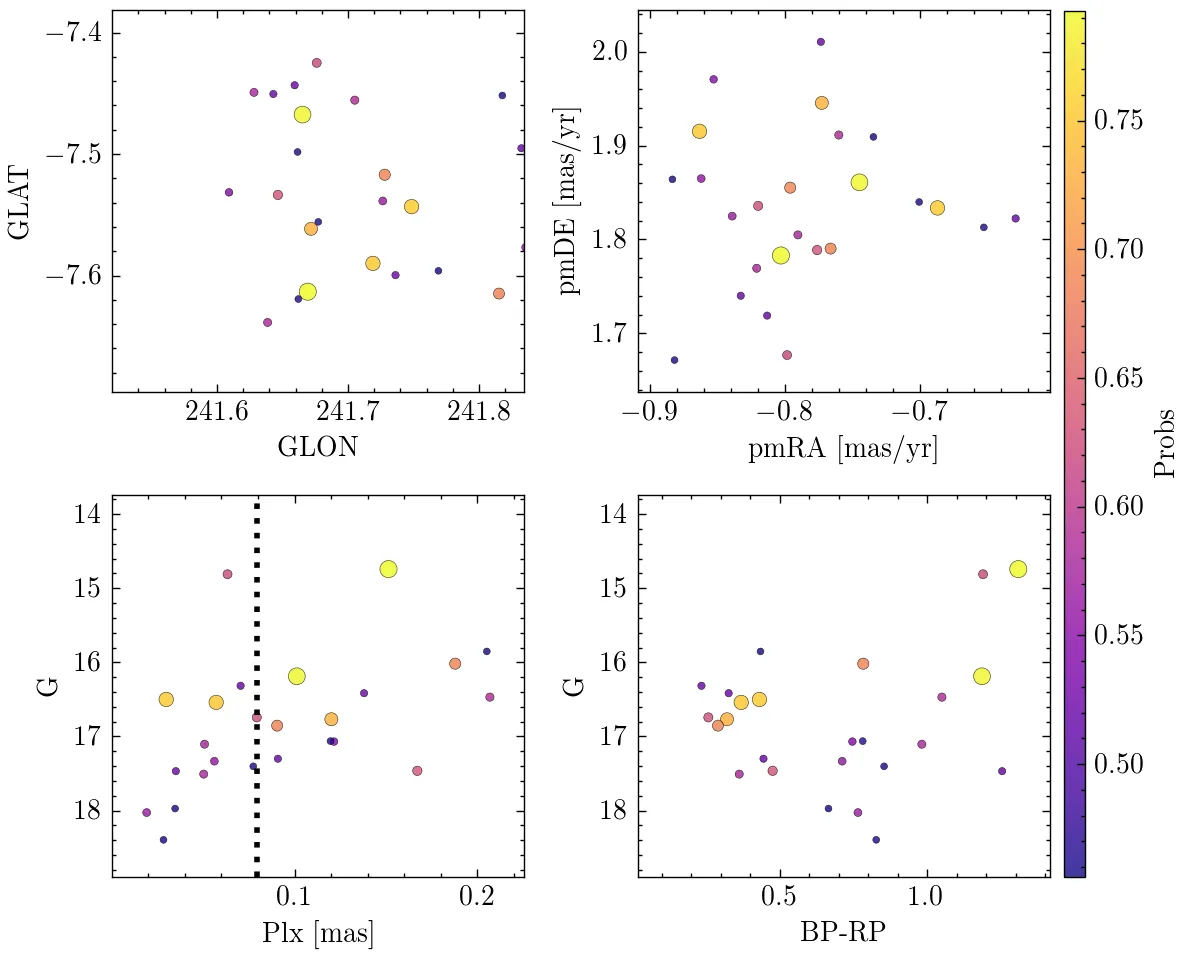 −7.4
−7.5
−7.6
GLAT
241.6 241.7 241.8
GLON
2.0
1.9
1.8
1.7
pmDE [mas/yr]
−0.9 −0.8 −0.7
pmRA [mas/yr]
14
15
16
17
18
G
0.1 0.2
Plx [mas]
14
15
16
17
18
G
0.5 1.0
BP-RP
0.75
0.70
0.65
0.60
0.55
0.50
Probs